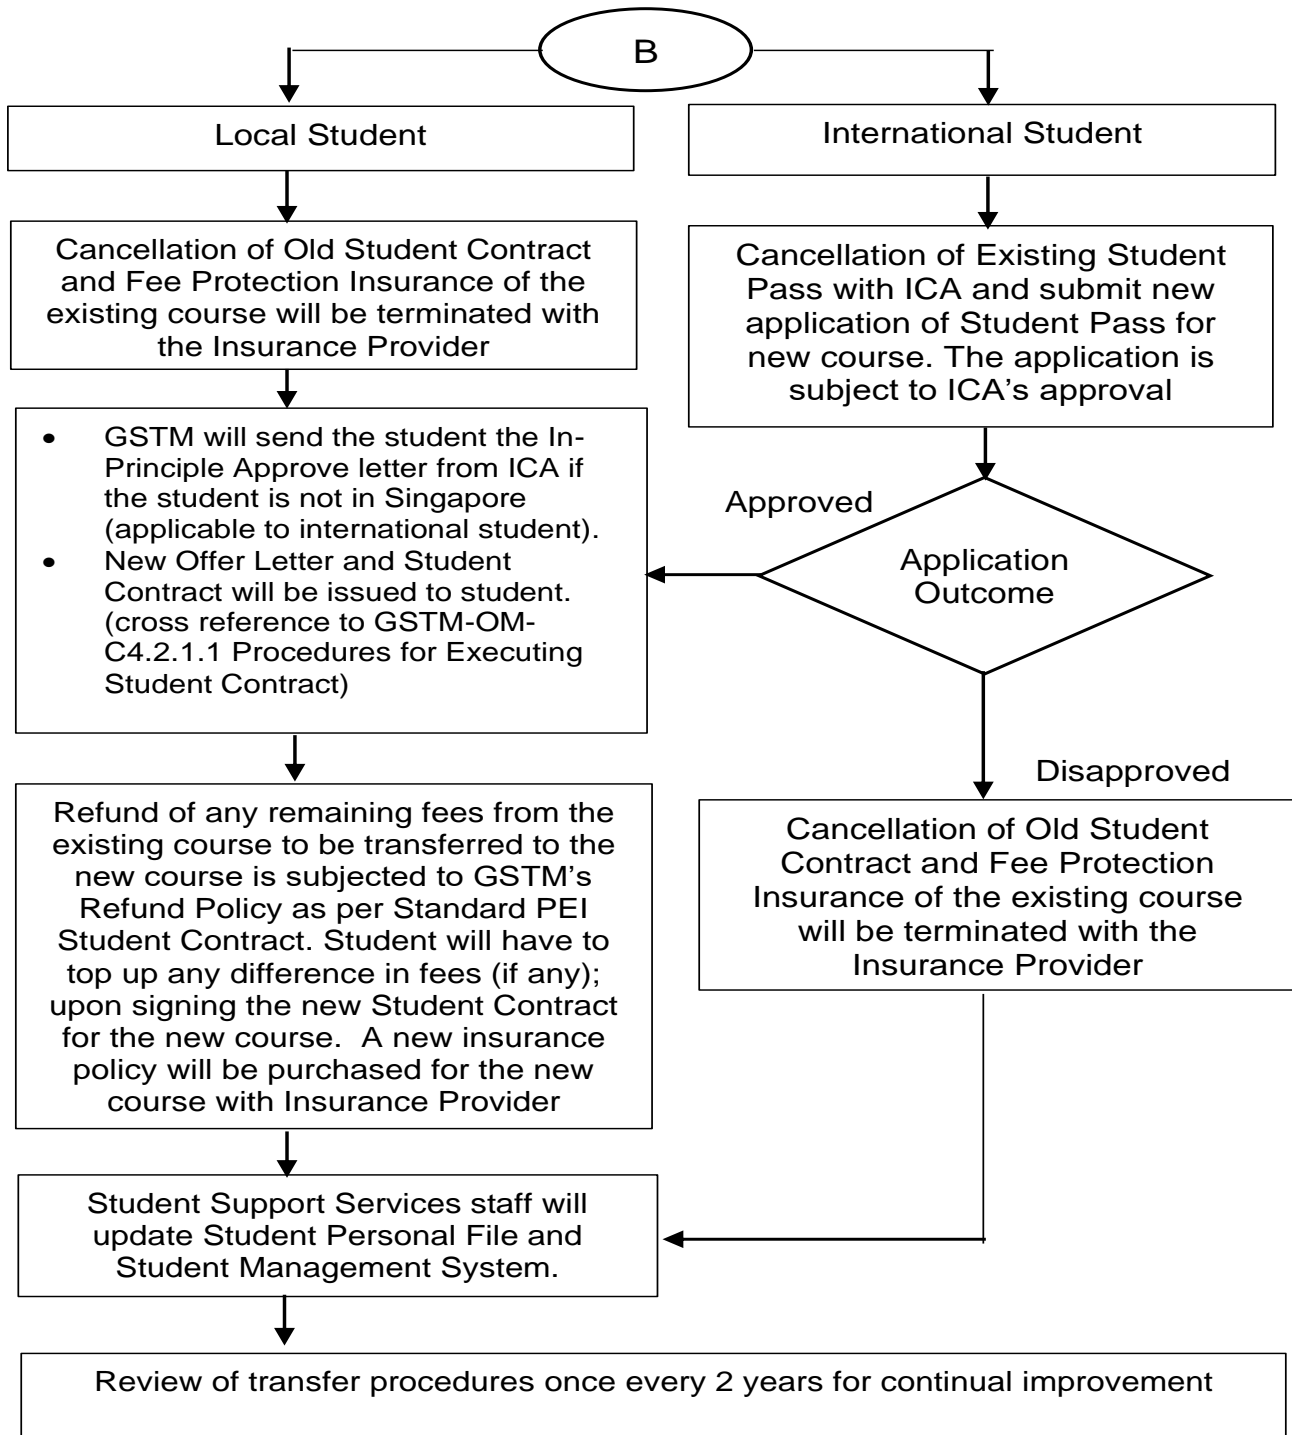 B
Local Student
International Student
Cancellation of Old Student Contract
and Fee Protection Insurance of the
existing course will be terminated with
the Insurance Provider
Cancellation of Existing Student
Pass with ICA and submit new
application of Student Pass for
new course. The application is
subject to ICA’s approval
• GSTM will send the student the In-
Principle Approve letter from ICA if
the student is not in Singapore
(applicable to international student).
• New Offer Letter and Student
Contract will be issued to student.
(cross reference to GSTM-OM-
C4.2.1.1 Procedures for Executing
Student Contract)
Approved
Application
Outcome
Disapproved
Refund of any remaining fees from the
existing course to be transferred to the
new course is subjected to GSTM’s
Refund Policy as per Standard PEI
Student Contract. Student will have to
top up any difference in fees (if any);
upon signing the new Student Contract
for the new course.  A new insurance
policy will be purchased for the new
course with Insurance Provider
Cancellation of Old Student
Contract and Fee Protection
Insurance of the existing course
will be terminated with the
Insurance Provider
Student Support Services staff will
update Student Personal File and
Student Management System.
Review of transfer procedures once every 2 years for continual improvement